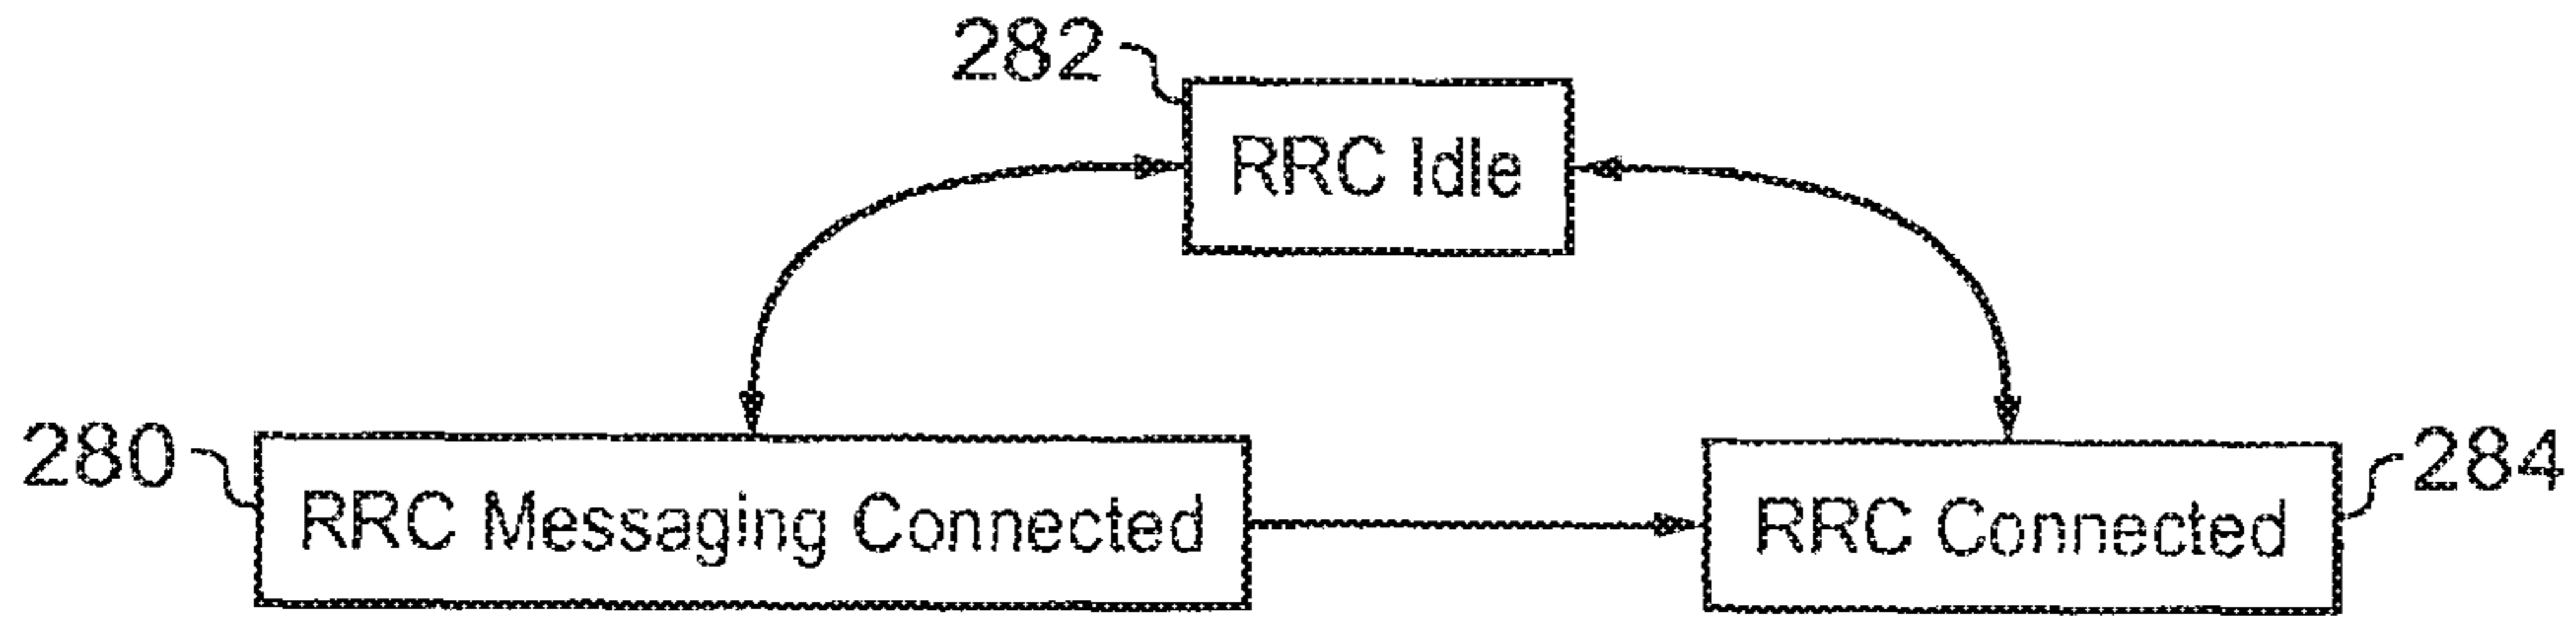 282
RRC Idle
280
RRC Messaging Connected
RRC Connected
284